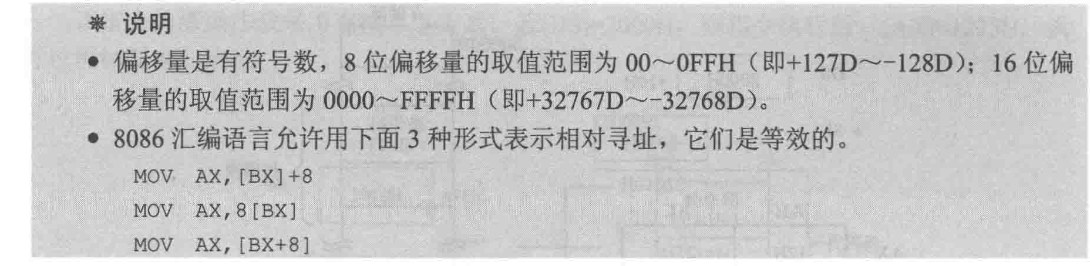 * 说明
● 偏移量是有符号数，8 位偏移量的取值范围为 00～0FFH（即+127D～-128D）；16 位偏
移量的取值范围为 0000～FFFFH（即+32767D～-32768D）。
● 8086 汇编语言允许用下面 3 种形式表示相对寻址，它们是等效的。
MOV AX,[BX]+8
MOV AX,8[BX]
MOV AX,[BX+8]